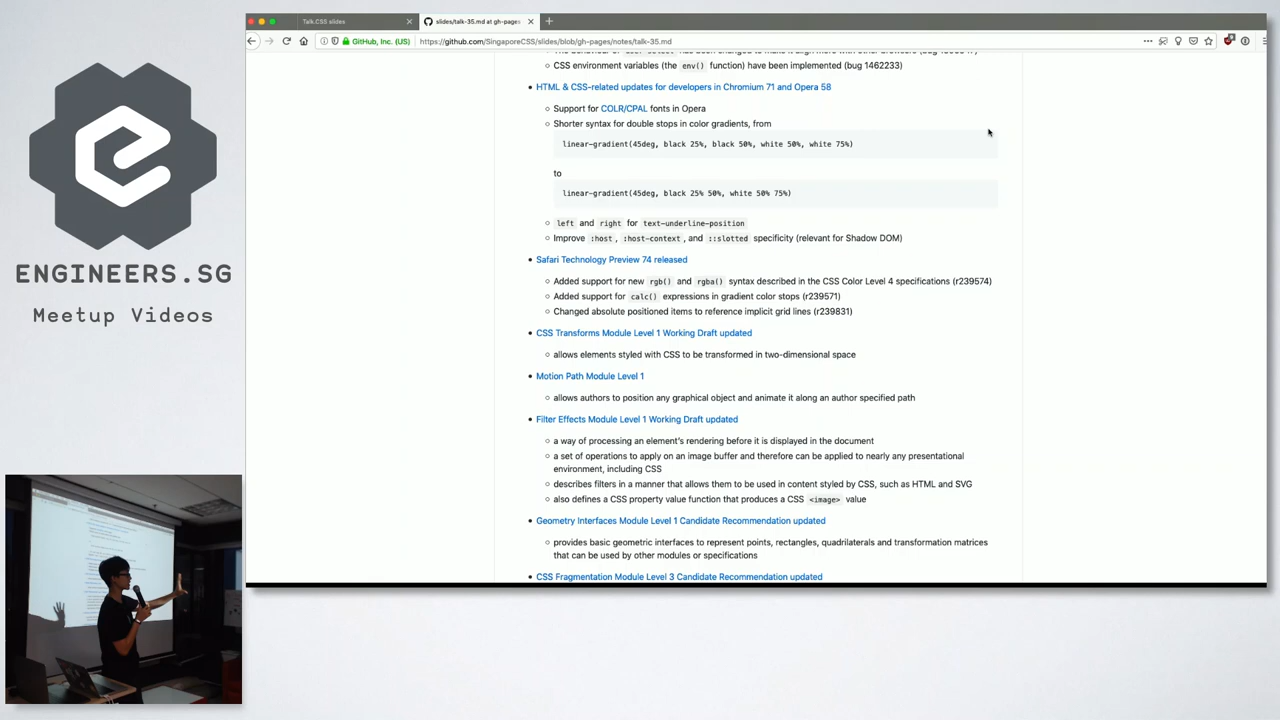 Talk.CSS slides
slides/talk-35.md at gh-pages
GitHub, Inc. (US)
https://github.com/SingaporeCSS/slides/blob/gh-pages/notes/talk-35.md
CSS environment variables (the env() function) have been implemented (bug 1462233)
HTML & CSS-related updates for developers in Chromium 71 and Opera 58
Support for COLR/CPAL fonts in Opera
Shorter syntax for double stops in color gradients, from
linear-gradient(45deg, black 25%, black 50%, white 50%, white 75%)
to
linear-gradient(45deg, black 25% 50%, white 50% 75%)
left and right for text-underline-position
Improve :host, :host-context, and ::slotted specificity (relevant for Shadow DOM)
Safari Technology Preview 74 released
Added support for new rgb() and rgba() syntax described in the CSS Color Level 4 specifications (r239574)
Added support for calc() expressions in gradient color stops (r239571)
Changed absolute positioned items to reference implicit grid lines (r239831)
CSS Transforms Module Level 1 Working Draft updated
allows elements styled with CSS to be transformed in two-dimensional space
Motion Path Module Level 1
allows authors to position any graphical object and animate it along an author specified path
Filter Effects Module Level 1 Working Draft updated
a way of processing an element's rendering before it is displayed in the document
a set of operations to apply on an image buffer and therefore can be applied to nearly any presentational
environment, including CSS
describes filters in a manner that allows them to be used in content styled by CSS, such as HTML and SVG
also defines a CSS property value function that produces a CSS <image> value
Geometry Interfaces Module Level 1 Candidate Recommendation updated
provides basic geometric interfaces to represent points, rectangles, quadrilaterals and transformation matrices
that can be used by other modules or specifications
CSS Fragmentation Module Level 3 Candidate Recommendation updated
ENGINEERS.SG
Meetup Videos